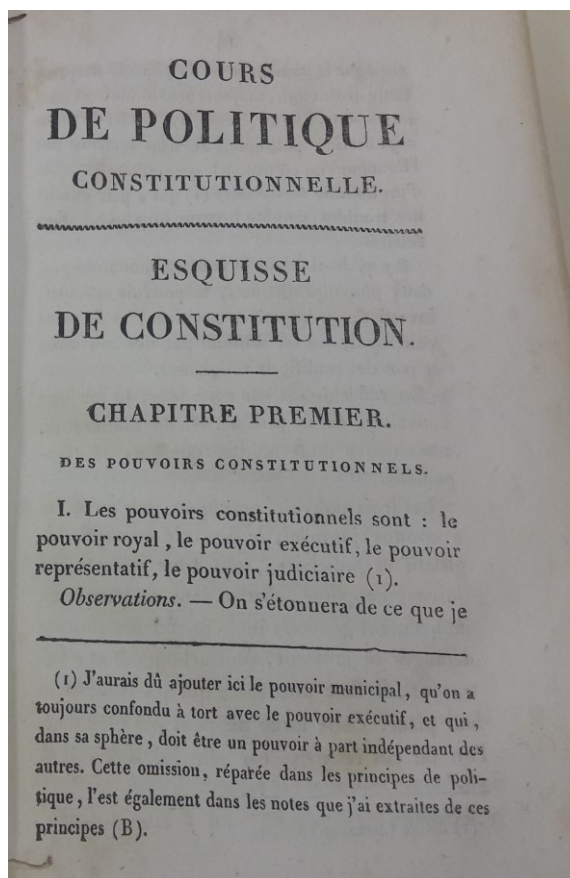 COURS
DE POLITIQUE
CONSTITUTIONNELLE.
ESQUISSE
DE CONSTITUTION.
CHAPITRE PREMIER.
DES POUVOIRS CONSTITUTIONNELS.
I. Les pouvoirs constitutionnels sont : le
pouvoir royal, le pouvoir exécutif, le pouvoir
représentatif, le pouvoir judiciaire (1).
Observations. — On s'étonnera de ce que je
(1) J'aurais dû ajouter ici le pouvoir municipal, qu'on a
toujours confondu à tort avec le pouvoir exécutif, et qui,
dans sa sphère, doit être un pouvoir à part indépendant des
autres. Cette omission, réparée dans les principes de poli-
tique, l'est également dans les notes que j'ai extraites de ces
principes (B).